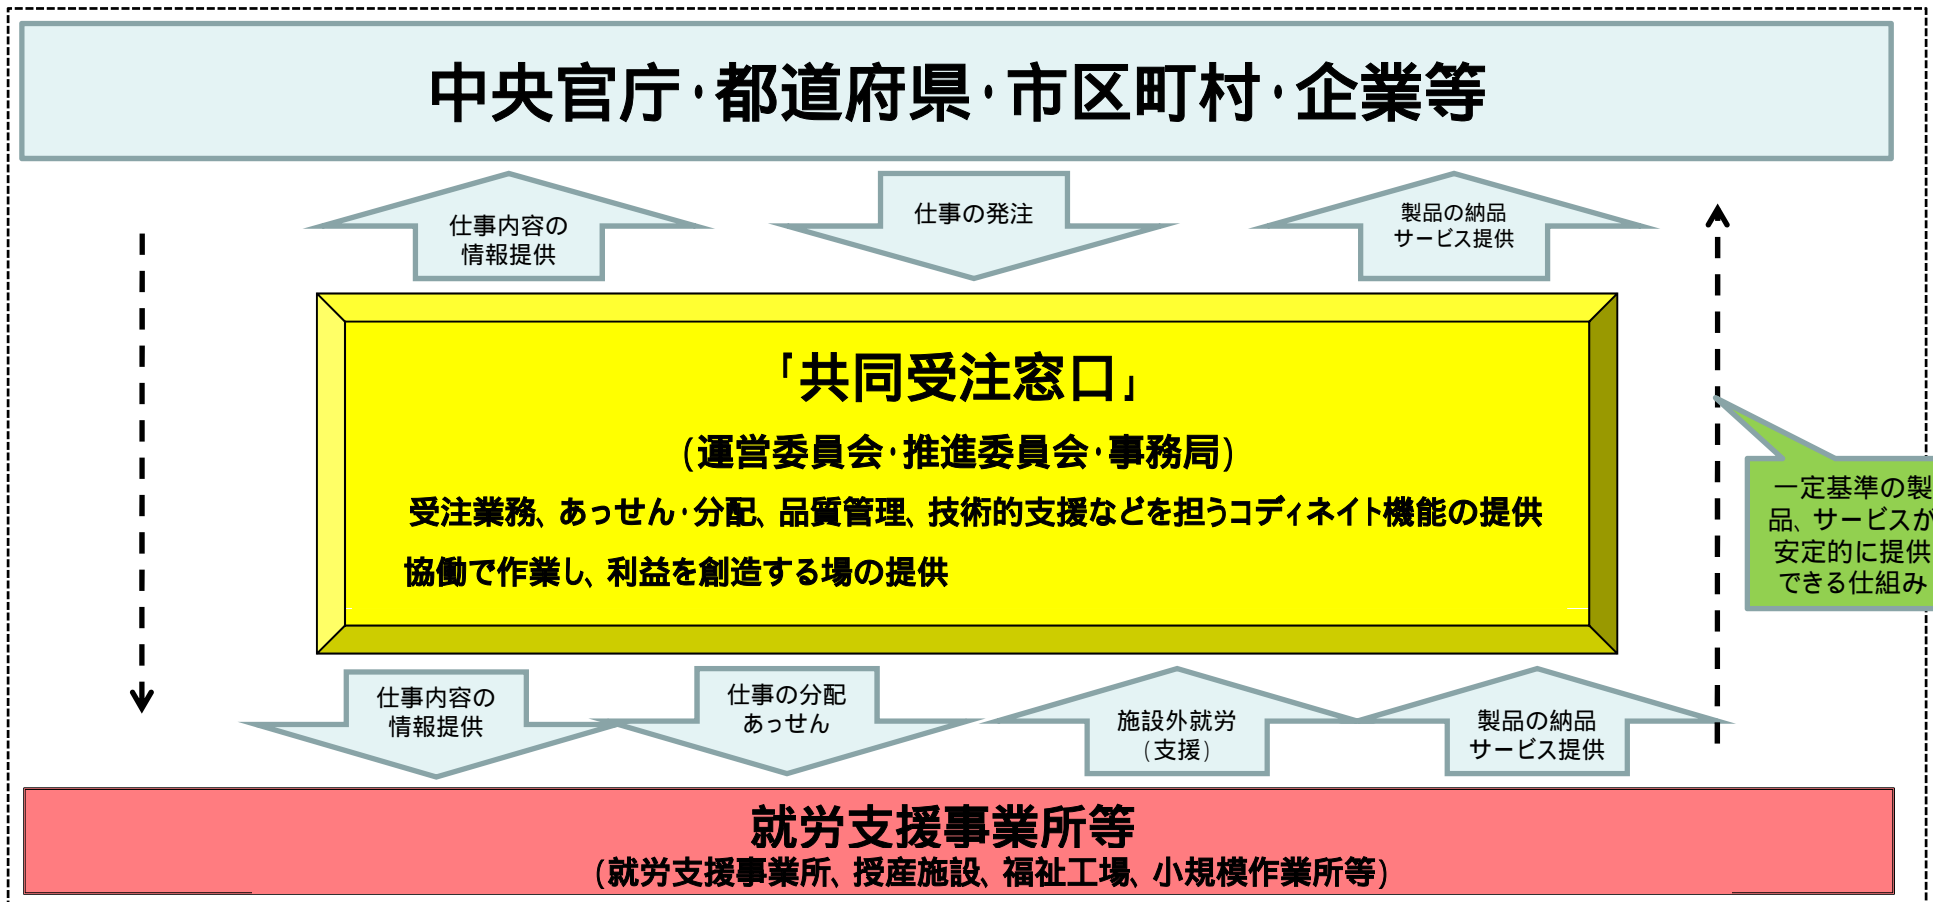 中央官庁・都道府県・市区町村・企業等
仕事内容の
情報提供
仕事の発注
製品の納品
サービス提供
「共同受注窓口」
(運営委員会・推進委員会・事務局)
受注業務、あっせん・分配、品質管理、技術的支援などを担うコディネイト機能の提供
協働で作業し、利益を創造する場の提供
一定基準の製
品、サービスが
安定的に提供
できる仕組み
仕事内容の
情報提供
仕事の分配
あっせん
施設外就労
(支援)
製品の納品
サービス提供
就労支援事業所等
(就労支援事業所、授産施設、福祉工場、小規模作業所等)